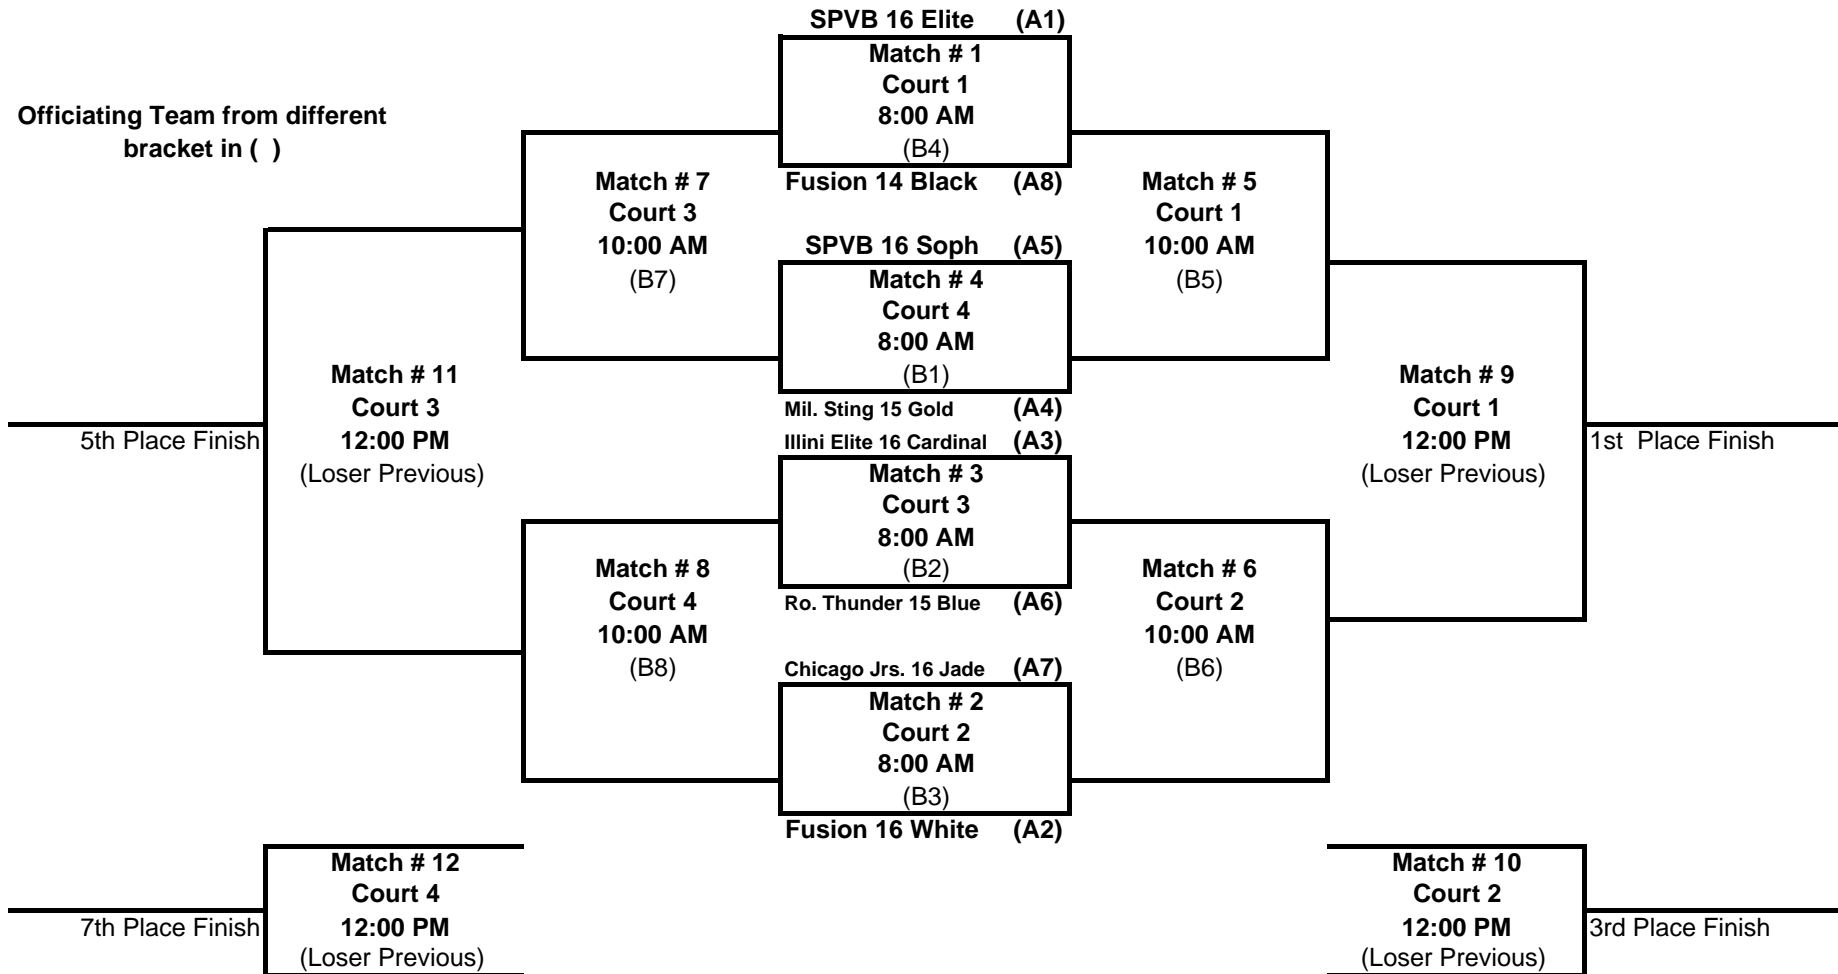 SPVB 16 Elite (A1)
Match # 1
Court 1
8:00 AM
(B4)
Fusion 14 Black (A8)
Officiating Team from different
bracket in ( )
Match # 7
Court 3
10:00 AM
(B7)
Match # 5
Court 1
10:00 AM
(B5)
SPVB 16 Soph (A5)
Match # 4
Court 4
8:00 AM
(B1)
Mil. Sting 15 Gold (A4)
Match # 11
Court 3
12:00 PM
(Loser Previous)
5th Place Finish
Match # 9
Court 1
12:00 PM
(Loser Previous)
1st Place Finish
Illini Elite 16 Cardinal (A3)
Match # 3
Court 3
8:00 AM
(B2)
Ro. Thunder 15 Blue (A6)
Match # 8
Court 4
10:00 AM
(B8)
Match # 6
Court 2
10:00 AM
(B6)
Chicago Jrs. 16 Jade (A7)
Match # 2
Court 2
8:00 AM
(B3)
Fusion 16 White (A2)
Match # 12
Court 4
12:00 PM
(Loser Previous)
7th Place Finish
Match # 10
Court 2
12:00 PM
(Loser Previous)
3rd Place Finish